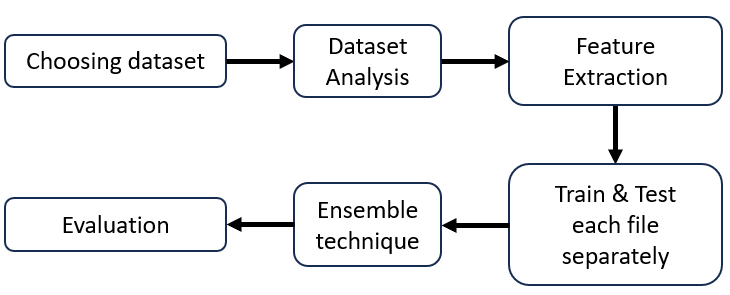 Choosing dataset
Dataset
Analysis
Feature
Extraction
Train & Test
each file
separately
Ensemble
technique
Evaluation